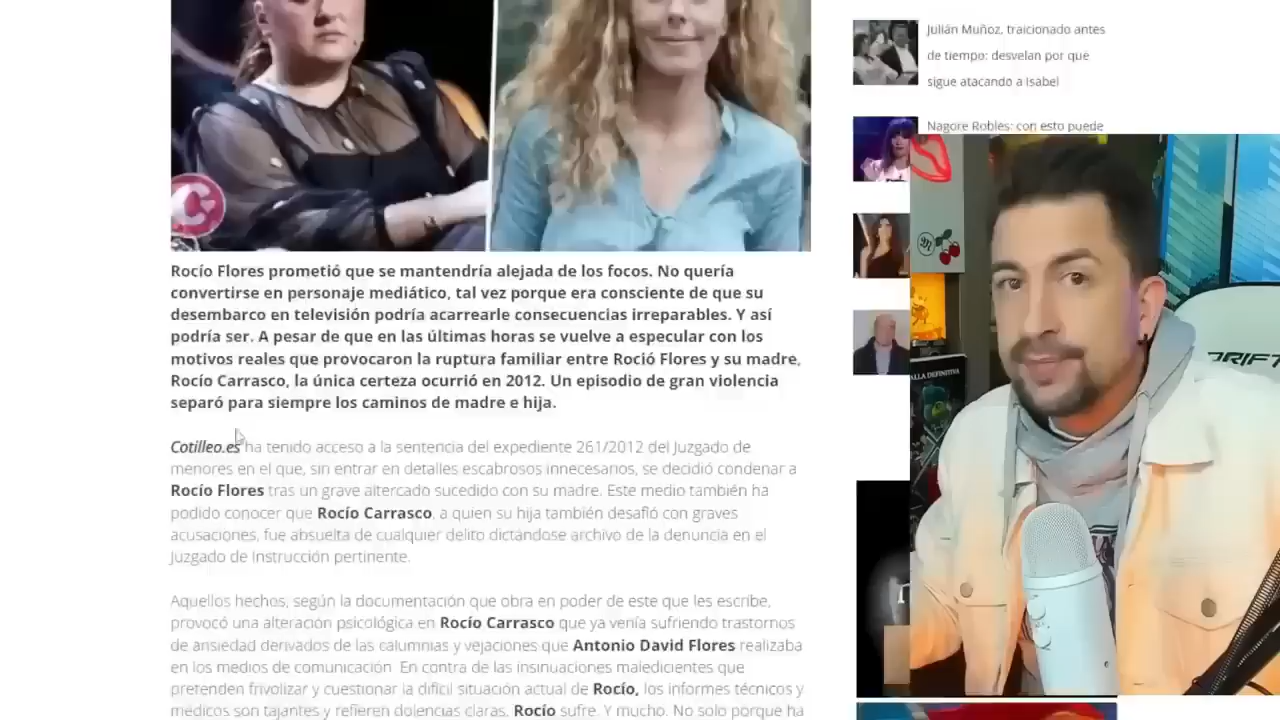 Rocío Flores prometió que se mantendría alejada de los focos. No quería
convertirse en personaje mediático, tal vez porque era consciente de que su
desembarco en televisión podría acarrearle consecuencias irreparables. Y así
podría ser. A pesar de que en las últimas horas se vuelve a especular con los
motivos reales que provocaron la ruptura familiar entre Roció Flores y su madre,
Rocío Carrasco, la única certeza ocurrió en 2012. Un episodio de gran violencia
separó para siempre los caminos de madre e hija.
Cotilleo.es ha tenido acceso a la sentencia del expediente 261/2012 del Juzgado de
menores en el que, sin entrar en detalles escabrosos innecesarios, se decidió condenar a
Rocío Flores tras un grave altercado sucedido con su madre. Este medio también ha
podido conocer que Rocío Carrasco, a quien su hija también desafió con graves
acusaciones, fue absuelta de cualquier delito dictándose archivo de la denuncia en el
Juzgado de Instrucción pertinente.
Aquellos hechos, según la documentación que obra en poder de este que les escribe,
provocó una alteración psicológica en Rocío Carrasco que ya venía sufriendo trastornos
de ansiedad derivados de las calumnias y vejaciones que Antonio David Flores realizaba
en los medios de comunicación. En contra de las insinuaciones maledicientes que
pretenden frivolizar y cuestionar la difícil situación actual de Rocío, los informes técnicos y
médicos son tajantes y refieren dolencias claras. Rocío sufre. Y mucho. No solo porque ha
Julián Muñoz, traicionado antes
de tiempo: desvelan por qué
sigue atacando a Isabel
Nagore Robles: con esto puede
ALLA DEFINITIVA
DRIFT